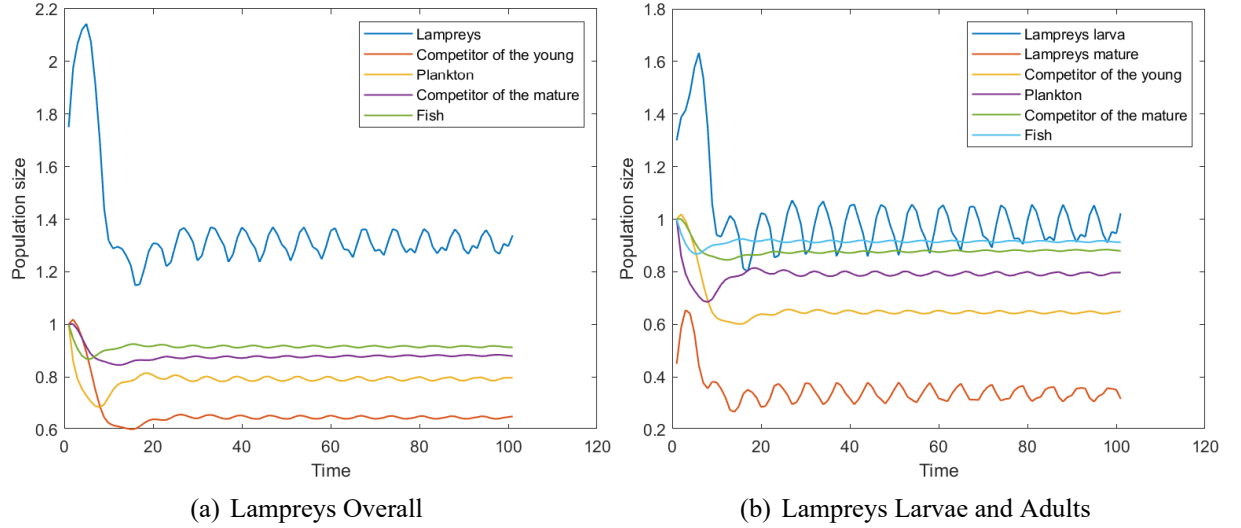 2.2
2
1.8
1.6
1.4
1.2
1
0.8
0.6
Population size
0
20
40
60
80
100
120
Time
Lampreys
Competitor of the young
Plankton
Competitor of the mature
Fish
(a) Lampreys Overall
1.8
1.6
1.4
1.2
1
0.8
0.6
0.4
0.2
Population size
0
20
40
60
80
100
120
Time
Lampreys larva
Lampreys mature
Competitor of the young
Plankton
Competitor of the mature
Fish
(b) Lampreys Larvae and Adults